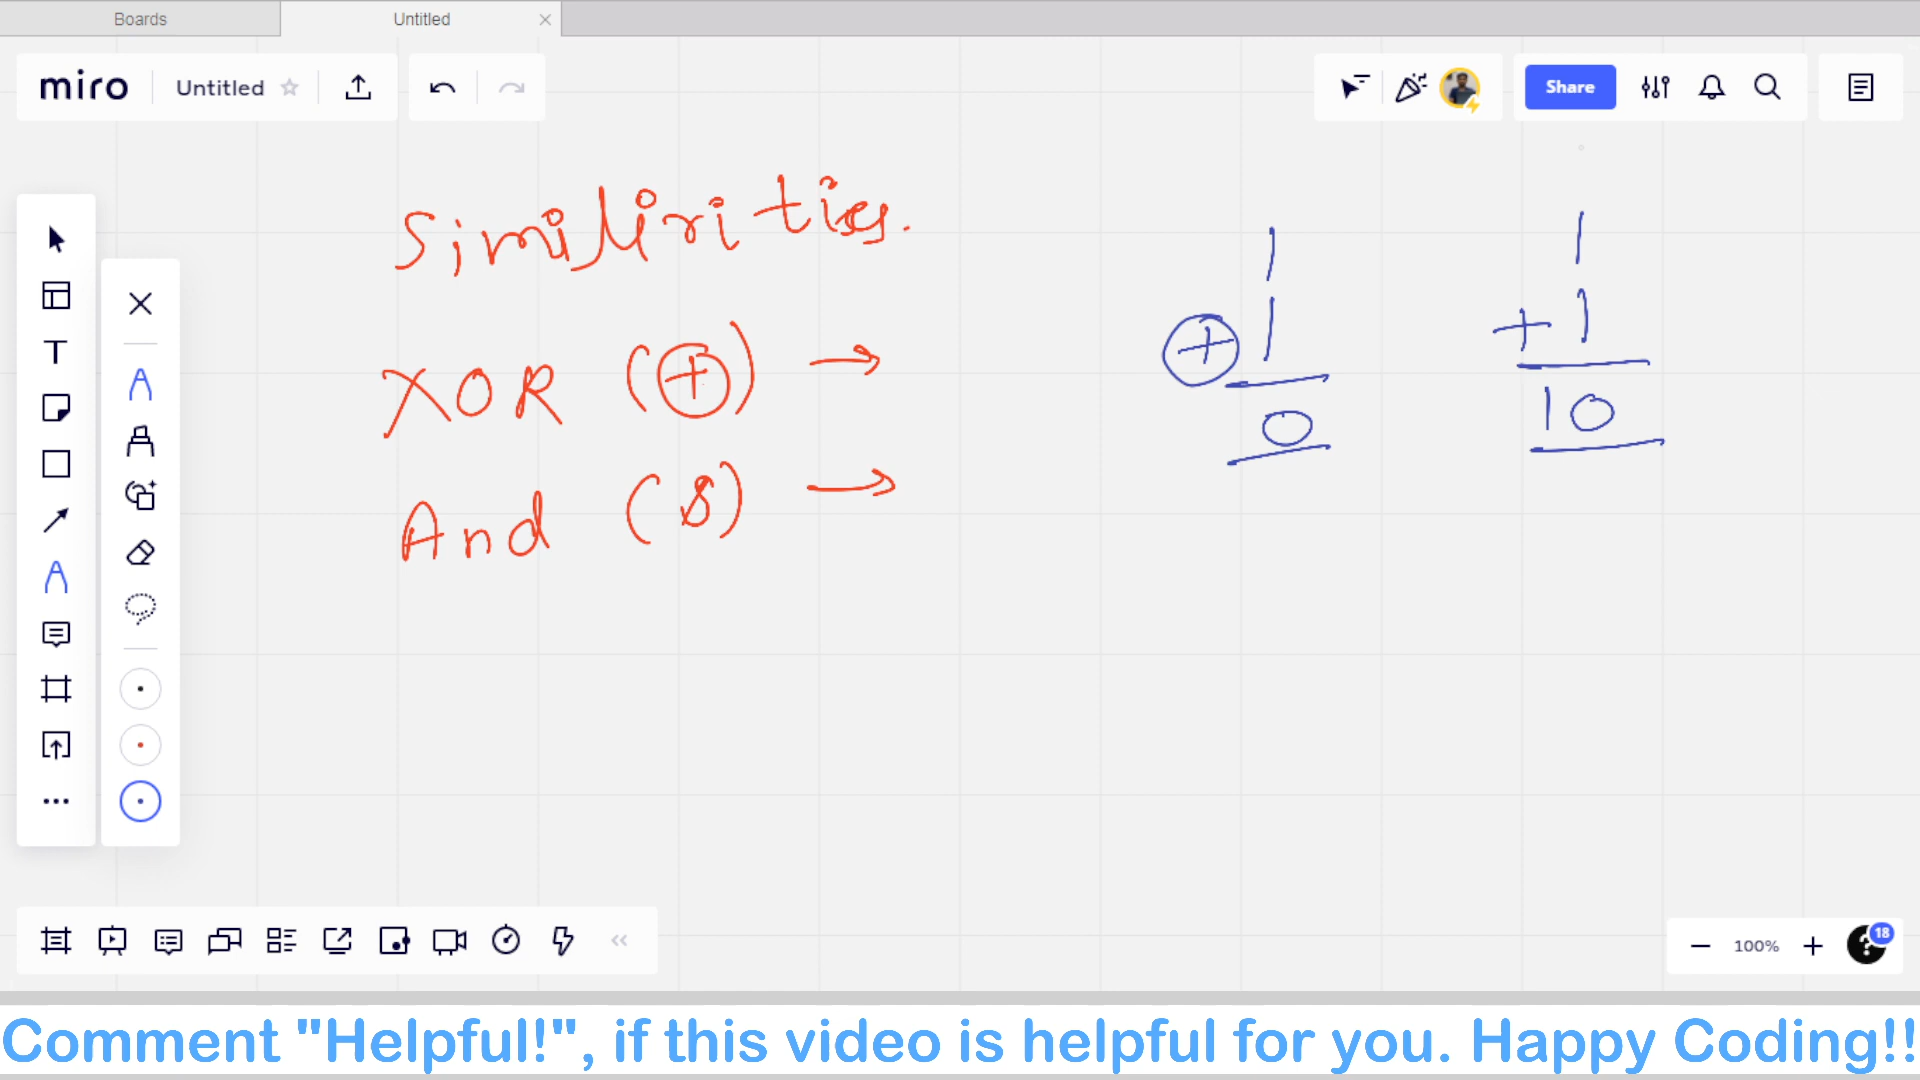 Boards
Untitled
miro
Untitled
Share
Similirities.
XOR (⊕) →
And (&) →
1
⊕ 1
0
1
+ 1
10
T
100%
18
Comment "Helpful!", if this video is helpful for you. Happy Coding!!